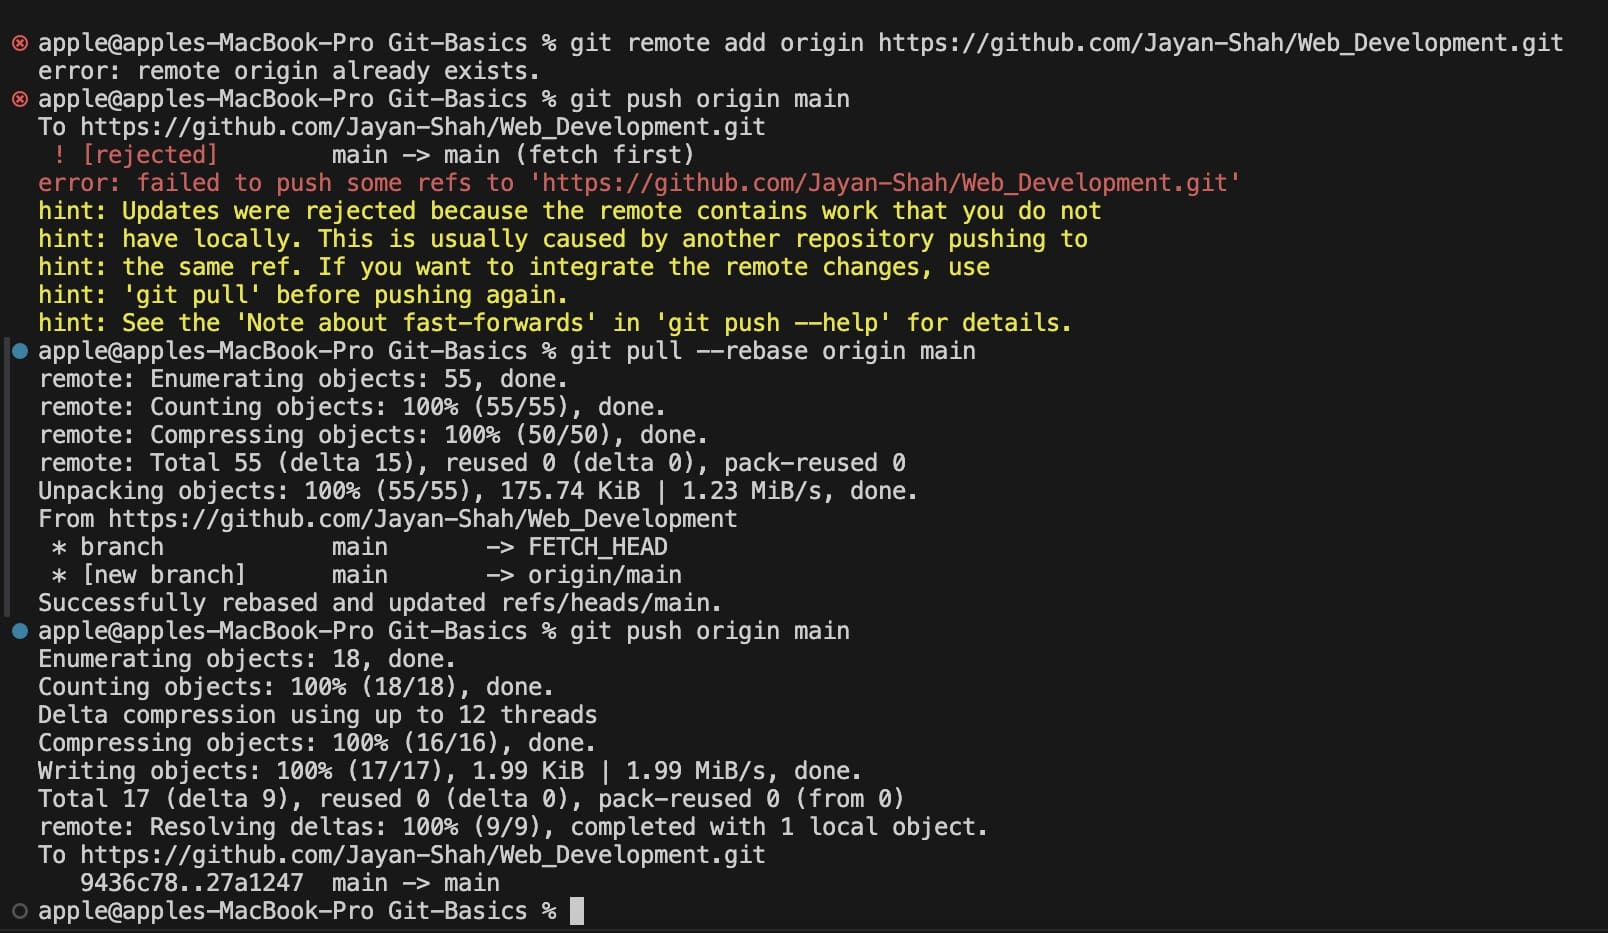 apple@apples-MacBook-Pro Git-Basics % git remote add origin https://github.com/Jayan-Shah/Web_Development.git
error: remote origin already exists.
apple@apples-MacBook-Pro Git-Basics % git push origin main
To https://github.com/Jayan-Shah/Web_Development.git
 ! [rejected]        main -> main (fetch first)
error: failed to push some refs to 'https://github.com/Jayan-Shah/Web_Development.git'
hint: Updates were rejected because the remote contains work that you do not
hint: have locally. This is usually caused by another repository pushing to
hint: the same ref. If you want to integrate the remote changes, use
hint: 'git pull' before pushing again.
hint: See the 'Note about fast-forwards' in 'git push --help' for details.
apple@apples-MacBook-Pro Git-Basics % git pull --rebase origin main
remote: Enumerating objects: 55, done.
remote: Counting objects: 100% (55/55), done.
remote: Compressing objects: 100% (50/50), done.
remote: Total 55 (delta 15), reused 0 (delta 0), pack-reused 0
Unpacking objects: 100% (55/55), 175.74 KiB | 1.23 MiB/s, done.
From https://github.com/Jayan-Shah/Web_Development
 * branch            main       -> FETCH_HEAD
 * [new branch]      main       -> origin/main
Successfully rebased and updated refs/heads/main.
apple@apples-MacBook-Pro Git-Basics % git push origin main
Enumerating objects: 18, done.
Counting objects: 100% (18/18), done.
Delta compression using up to 12 threads
Compressing objects: 100% (16/16), done.
Writing objects: 100% (17/17), 1.99 KiB | 1.99 MiB/s, done.
Total 17 (delta 9), reused 0 (delta 0), pack-reused 0 (from 0)
remote: Resolving deltas: 100% (9/9), completed with 1 local object.
To https://github.com/Jayan-Shah/Web_Development.git
   9436c78..27a1247  main -> main
apple@apples-MacBook-Pro Git-Basics %